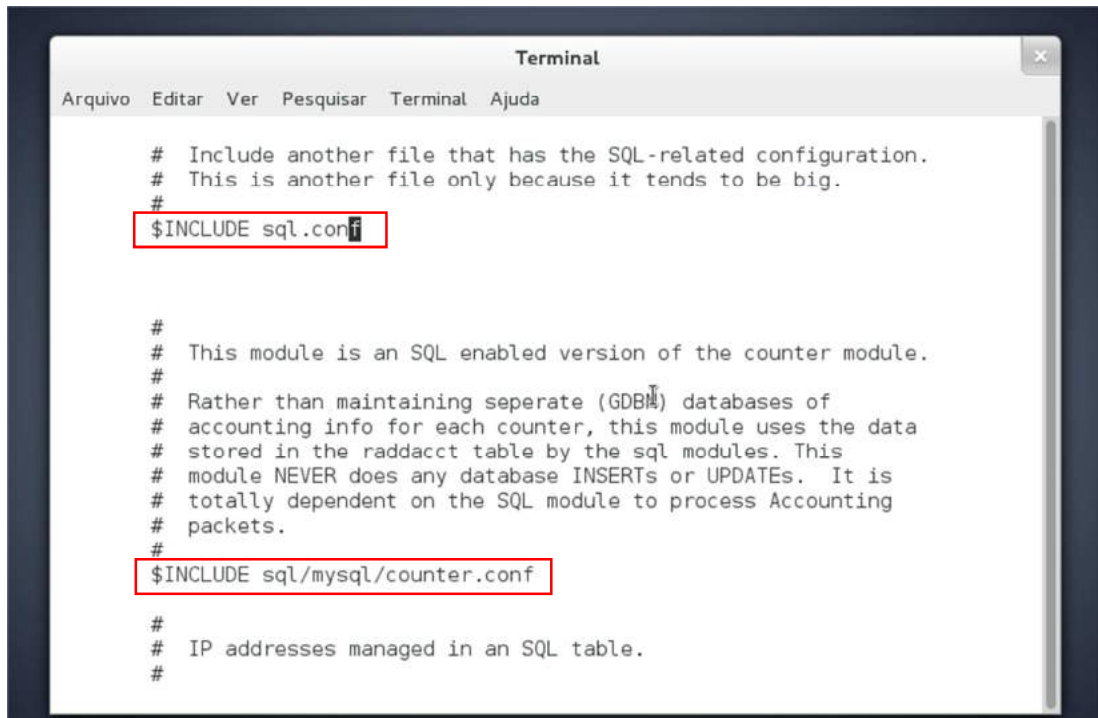 Terminal
Arquivo Editar Ver Pesquisar Terminal Ajuda
# Include another file that has the SQL-related configuration.
# This is another file only because it tends to be big.
#
$INCLUDE sql.conf
#
# This module is an SQL enabled version of the counter module.
#
# Rather than maintaining seperate (GDBM) databases of
# accounting info for each counter, this module uses the data
# stored in the raddacct table by the sql modules. This
# module NEVER does any database INSERTs or UPDATEs. It is
# totally dependent on the SQL module to process Accounting
# packets.
#
$INCLUDE sql/mysql/counter.conf
#
# IP addresses managed in an SQL table.
#